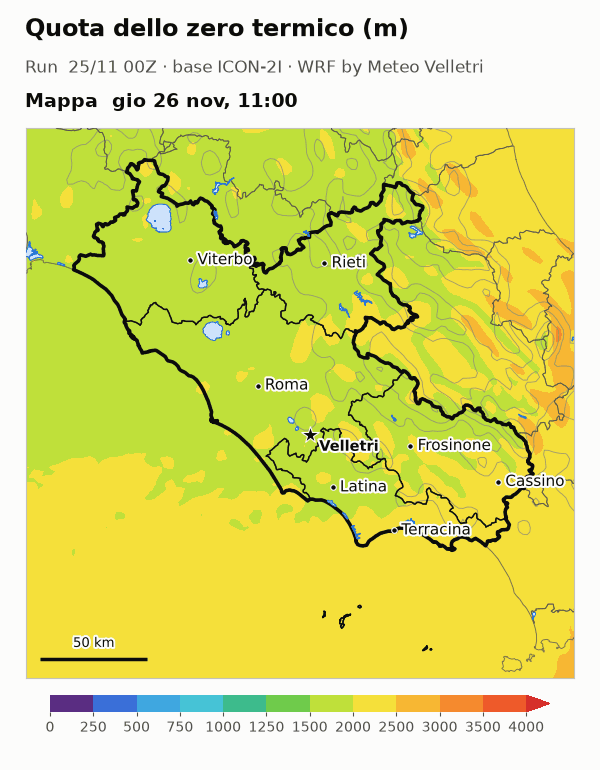 Quota dello zero termico (m)
Run  25/11 00Z · base ICON-2I · WRF by Meteo Velletri
Mappa  gio 26 nov, 11:00
Viterbo
Rieti
Roma
Velletri
Frosinone
Latina
Cassino
Terracina
50 km
0 250 500 750 1000 1250 1500 2000 2500 3000 3500 4000